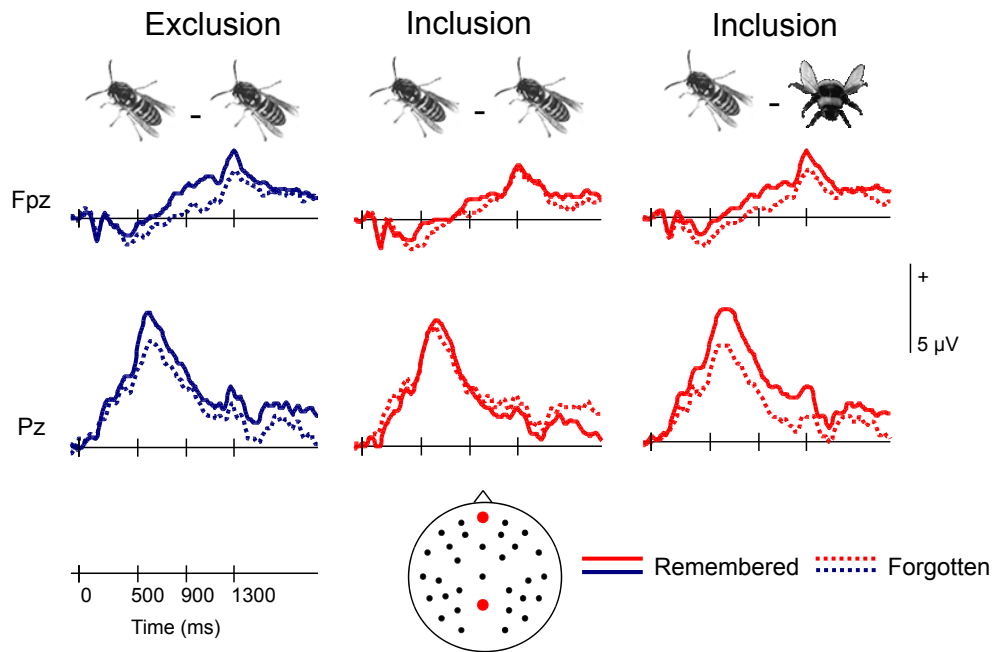 Exclusion
Inclusion
Inclusion
-
-
-
Fpz
+
5 μV
Pz
Remembered
Forgotten
0 500 900 1300
Time (ms)